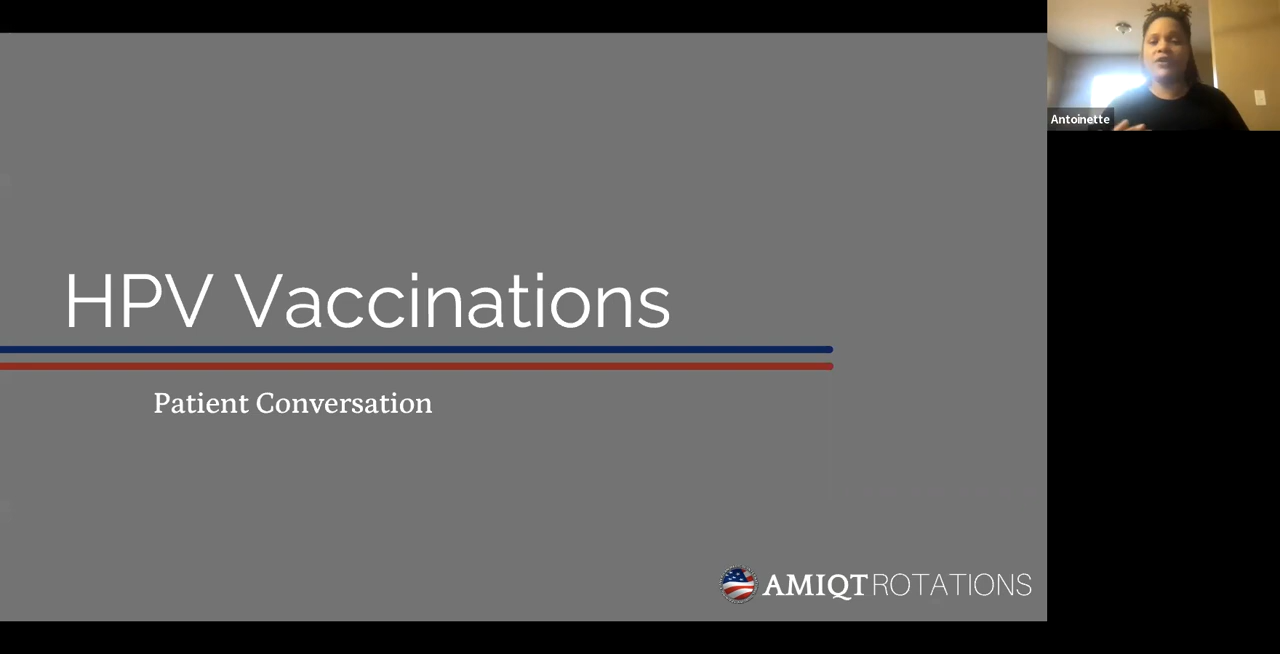 HPV Vaccinations
Patient Conversation
AMIQT ROTATIONS
Antoinette